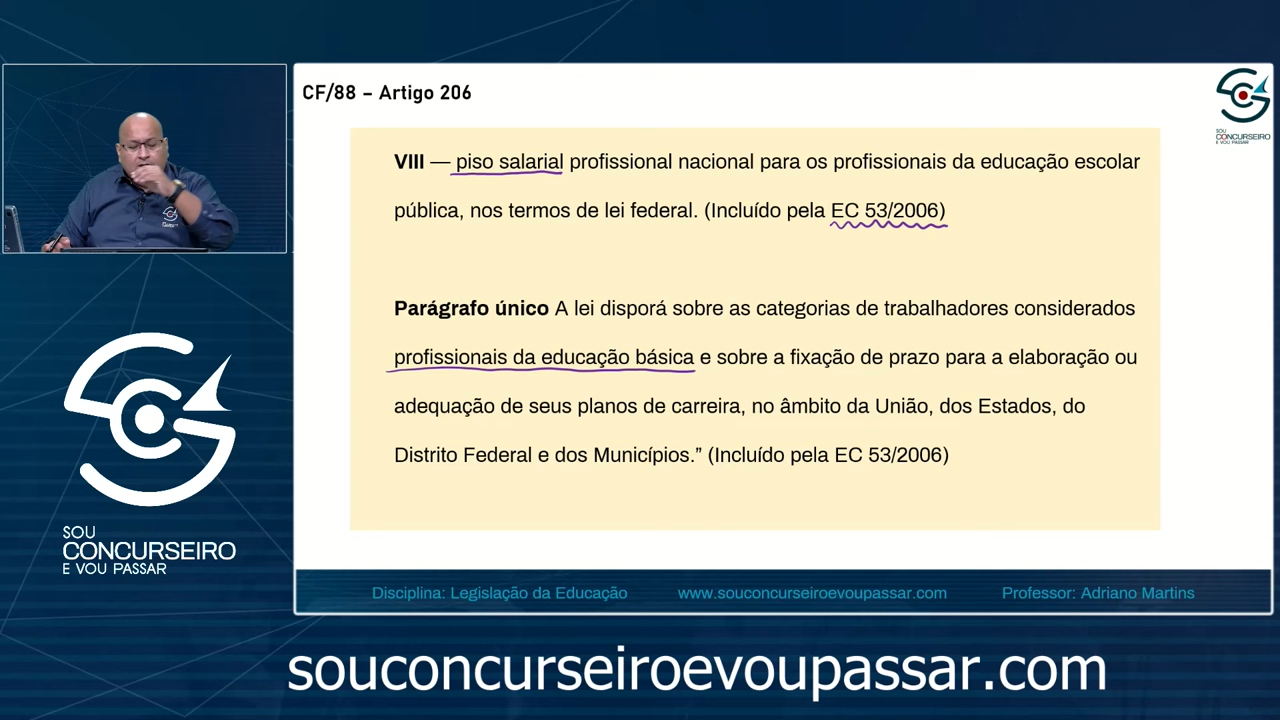 CF/88 – Artigo 206
SOU
CONCURSEIRO
E VOU PASSAR
VIII — piso salarial profissional nacional para os profissionais da educação escolar
pública, nos termos de lei federal. (Incluído pela EC 53/2006)
Parágrafo único A lei disporá sobre as categorias de trabalhadores considerados
profissionais da educação básica e sobre a fixação de prazo para a elaboração ou
adequação de seus planos de carreira, no âmbito da União, dos Estados, do
Distrito Federal e dos Municípios.” (Incluído pela EC 53/2006)
SOU
CONCURSEIRO
E VOU PASSAR
Disciplina: Legislação da Educação
www.souconcurseiroevoupassar.com
Professor: Adriano Martins
souconcurseiroevoupassar.com